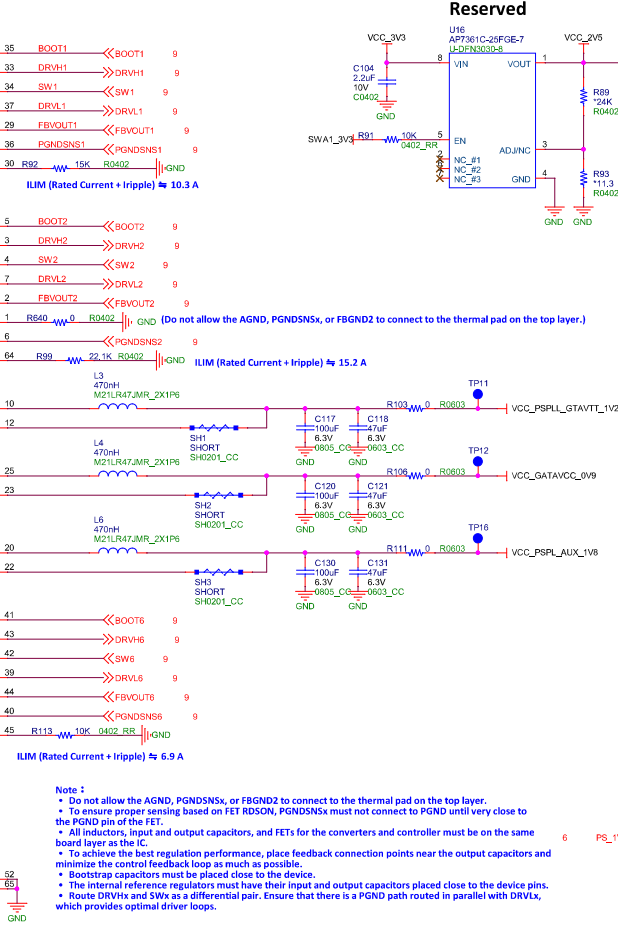 Reserved
U16
AP7361C-25FGE-7
U-DFN3030-8
VCC_3V3
VCC_2V5
8 VIN
VOUT 1
C104
2.2uF
10V
C0402
GND
R89
*24K
R0402
SWA1_3V3 R91 10K 5 EN
0402_RR
ADJ/NC 3
2 NC_#1
NC_#2
NC_#3
GND 4
R93
*11.3
R0402
GND GND
35 BOOT1 BOOT1 9
33 DRVH1 DRVH1 9
34 SW1 SW1 9
37 DRVL1 DRVL1 9
29 FBVOUT1 FBVOUT1 9
36 PGNDSNS1 PGNDSNS1 9
30 R92 15K R0402 GND
ILIM (Rated Current + Iripple) ≒ 10.3 A
5 BOOT2 BOOT2 9
3 DRVH2 DRVH2 9
4 SW2 SW2 9
7 DRVL2 DRVL2 9
2 FBVOUT2 FBVOUT2 9
1 R640 0 R0402 GND (Do not allow the AGND, PGNDSNSx, or FBGND2 to connect to the thermal pad on the top layer.)
6 PGNDSNS2 9
64 R99 22.1K R0402 GND ILIM (Rated Current + Iripple) ≒ 15.2 A
L3
470nH
M21LR47JMR_2X1P6
TP11
10 R103 0 R0603 VCC_PSPLL_GTAVTT_1V2
12
SH1
SHORT
SH0201_CC
C117
100uF
6.3V
0805_CC
GND
C118
47uF
6.3V
0603_CC
GND
L4
470nH
M21LR47JMR_2X1P6
TP12
25 R106 0 R0603 VCC_GATAVCC_0V9
23
SH2
SHORT
SH0201_CC
C120
100uF
6.3V
0805_CC
GND
C121
47uF
6.3V
0603_CC
GND
L6
470nH
M21LR47JMR_2X1P6
TP16
20 R111 0 R0603 VCC_PSPL_AUX_1V8
22
SH3
SHORT
SH0201_CC
C130
100uF
6.3V
0805_CC
GND
C131
47uF
6.3V
0603_CC
GND
41 BOOT6 9
43 DRVH6 9
42 SW6 9
39 DRVL6 9
44 FBVOUT6 9
40 PGNDSNS6 9
45 R113 10K 0402_RR GND
ILIM (Rated Current + Iripple) ≒ 6.9 A
Note：
• Do not allow the AGND, PGNDSNSx, or FBGND2 to connect to the thermal pad on the top layer.
• To ensure proper sensing based on FET RDSON, PGNDSNSx must not connect to PGND until very close to
the PGND pin of the FET.
• All inductors, input and output capacitors, and FETs for the converters and controller must be on the same
board layer as the IC.
• To achieve the best regulation performance, place feedback connection points near the output capacitors and
minimize the control feedback loop as much as possible.
• Bootstrap capacitors must be placed close to the device.
• The internal reference regulators must have their input and output capacitors placed close to the device pins.
• Route DRVHx and SWx as a differential pair. Ensure that there is a PGND path routed in parallel with DRVLx,
which provides optimal driver loops.
6 PS_1
52
65
GND